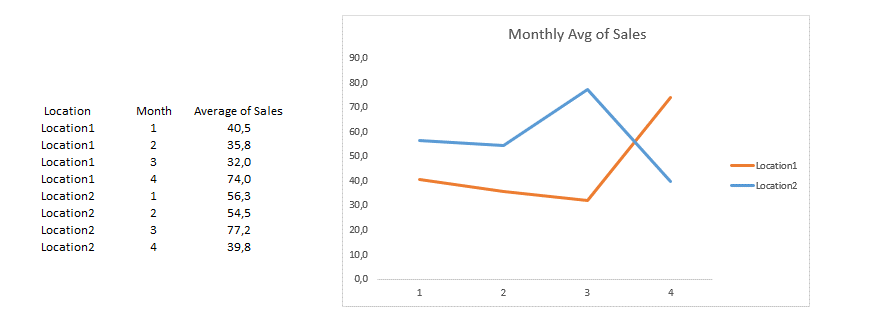 Location Month Average of Sales
Location1 1 40,5
Location1 2 35,8
Location1 3 32,0
Location1 4 74,0
Location2 1 56,3
Location2 2 54,5
Location2 3 77,2
Location2 4 39,8
Monthly Avg of Sales
90,0
80,0
70,0
60,0
50,0
40,0
30,0
20,0
10,0
0,0
1 2 3 4
Location1
Location2